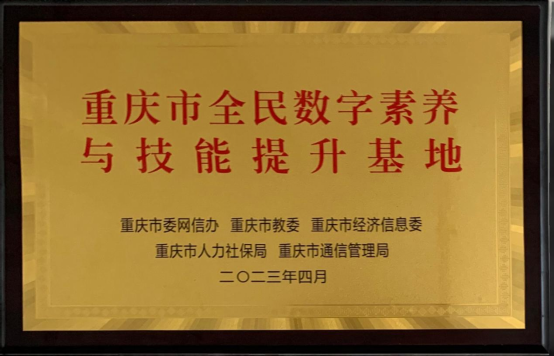 重庆市全民数字素养
与技能提升基地
重庆市委网信办 重庆市教委 重庆市经济信息委
重庆市人力社保局 重庆市通信管理局
二〇二三年四月